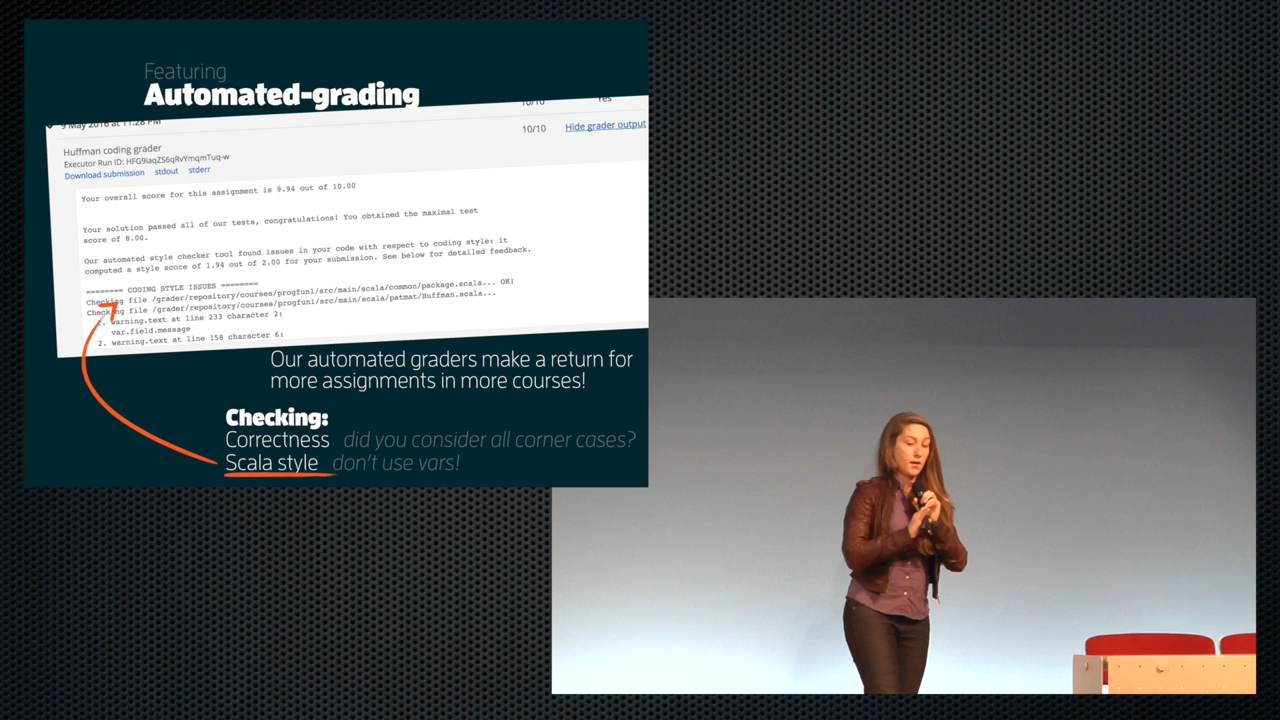 Featuring
Automated-grading
9 May 2016 at 11:28 PM
10/10
Yes
Huffman coding grader
10/10
Hide grader output
Executor Run ID: HFG9iaqZS6qRvYmqmTuq-w
Download submission stdout stderr
Your overall score for this assignment is 9.94 out of 10.00
Your solution passed all of our tests, congratulations! You obtained the maximal test
score of 8.00.
Our automated style checker tool found issues in your code with respect to coding style: it
computed a style score of 1.94 out of 2.00 for your submission. See below for detailed feedback.
======== CODING STYLE ISSUES ========
Checking file /grader/repository/courses/progfun1/src/main/scala/common/package.scala... OK!
Checking file /grader/repository/courses/progfun1/src/main/scala/patmat/Huffman.scala...
1. warning.text at line 233 character 2:
var.field.message
2. warning.text at line 158 character 6:
Our automated graders make a return for
more assignments in more courses!
Checking:
Correctness did you consider all corner cases?
Scala style don't use vars!